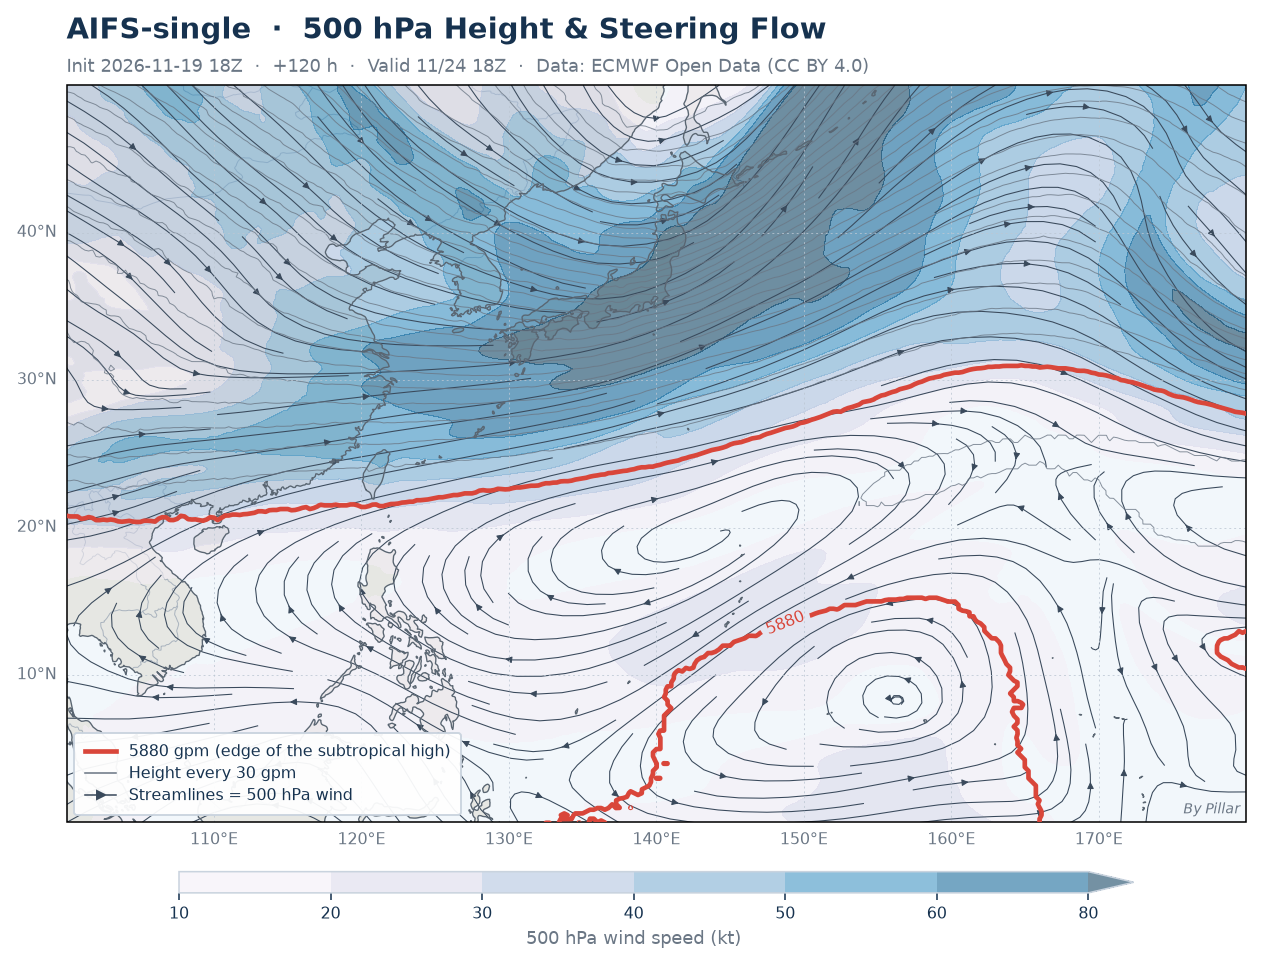 AIFS-single · 500 hPa Height & Steering Flow
Init 2026-11-19 18Z · +120 h · Valid 11/24 18Z · Data: ECMWF Open Data (CC BY 4.0)
40°N
30°N
20°N
10°N
5880
5880 gpm (edge of the subtropical high)
Height every 30 gpm
Streamlines = 500 hPa wind
By Pillar
110°E 120°E 130°E 140°E 150°E 160°E 170°E
10 20 30 40 50 60 80
500 hPa wind speed (kt)